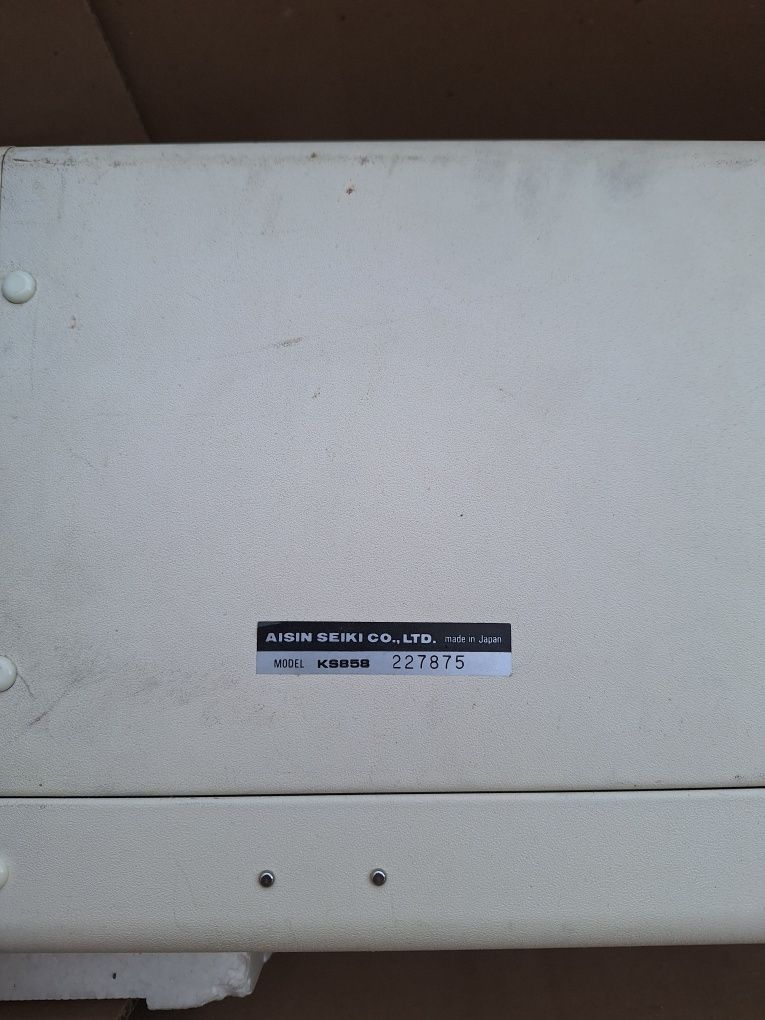 AISIN SEIKI CO., LTD. made in Japan
MODEL KS858 227875